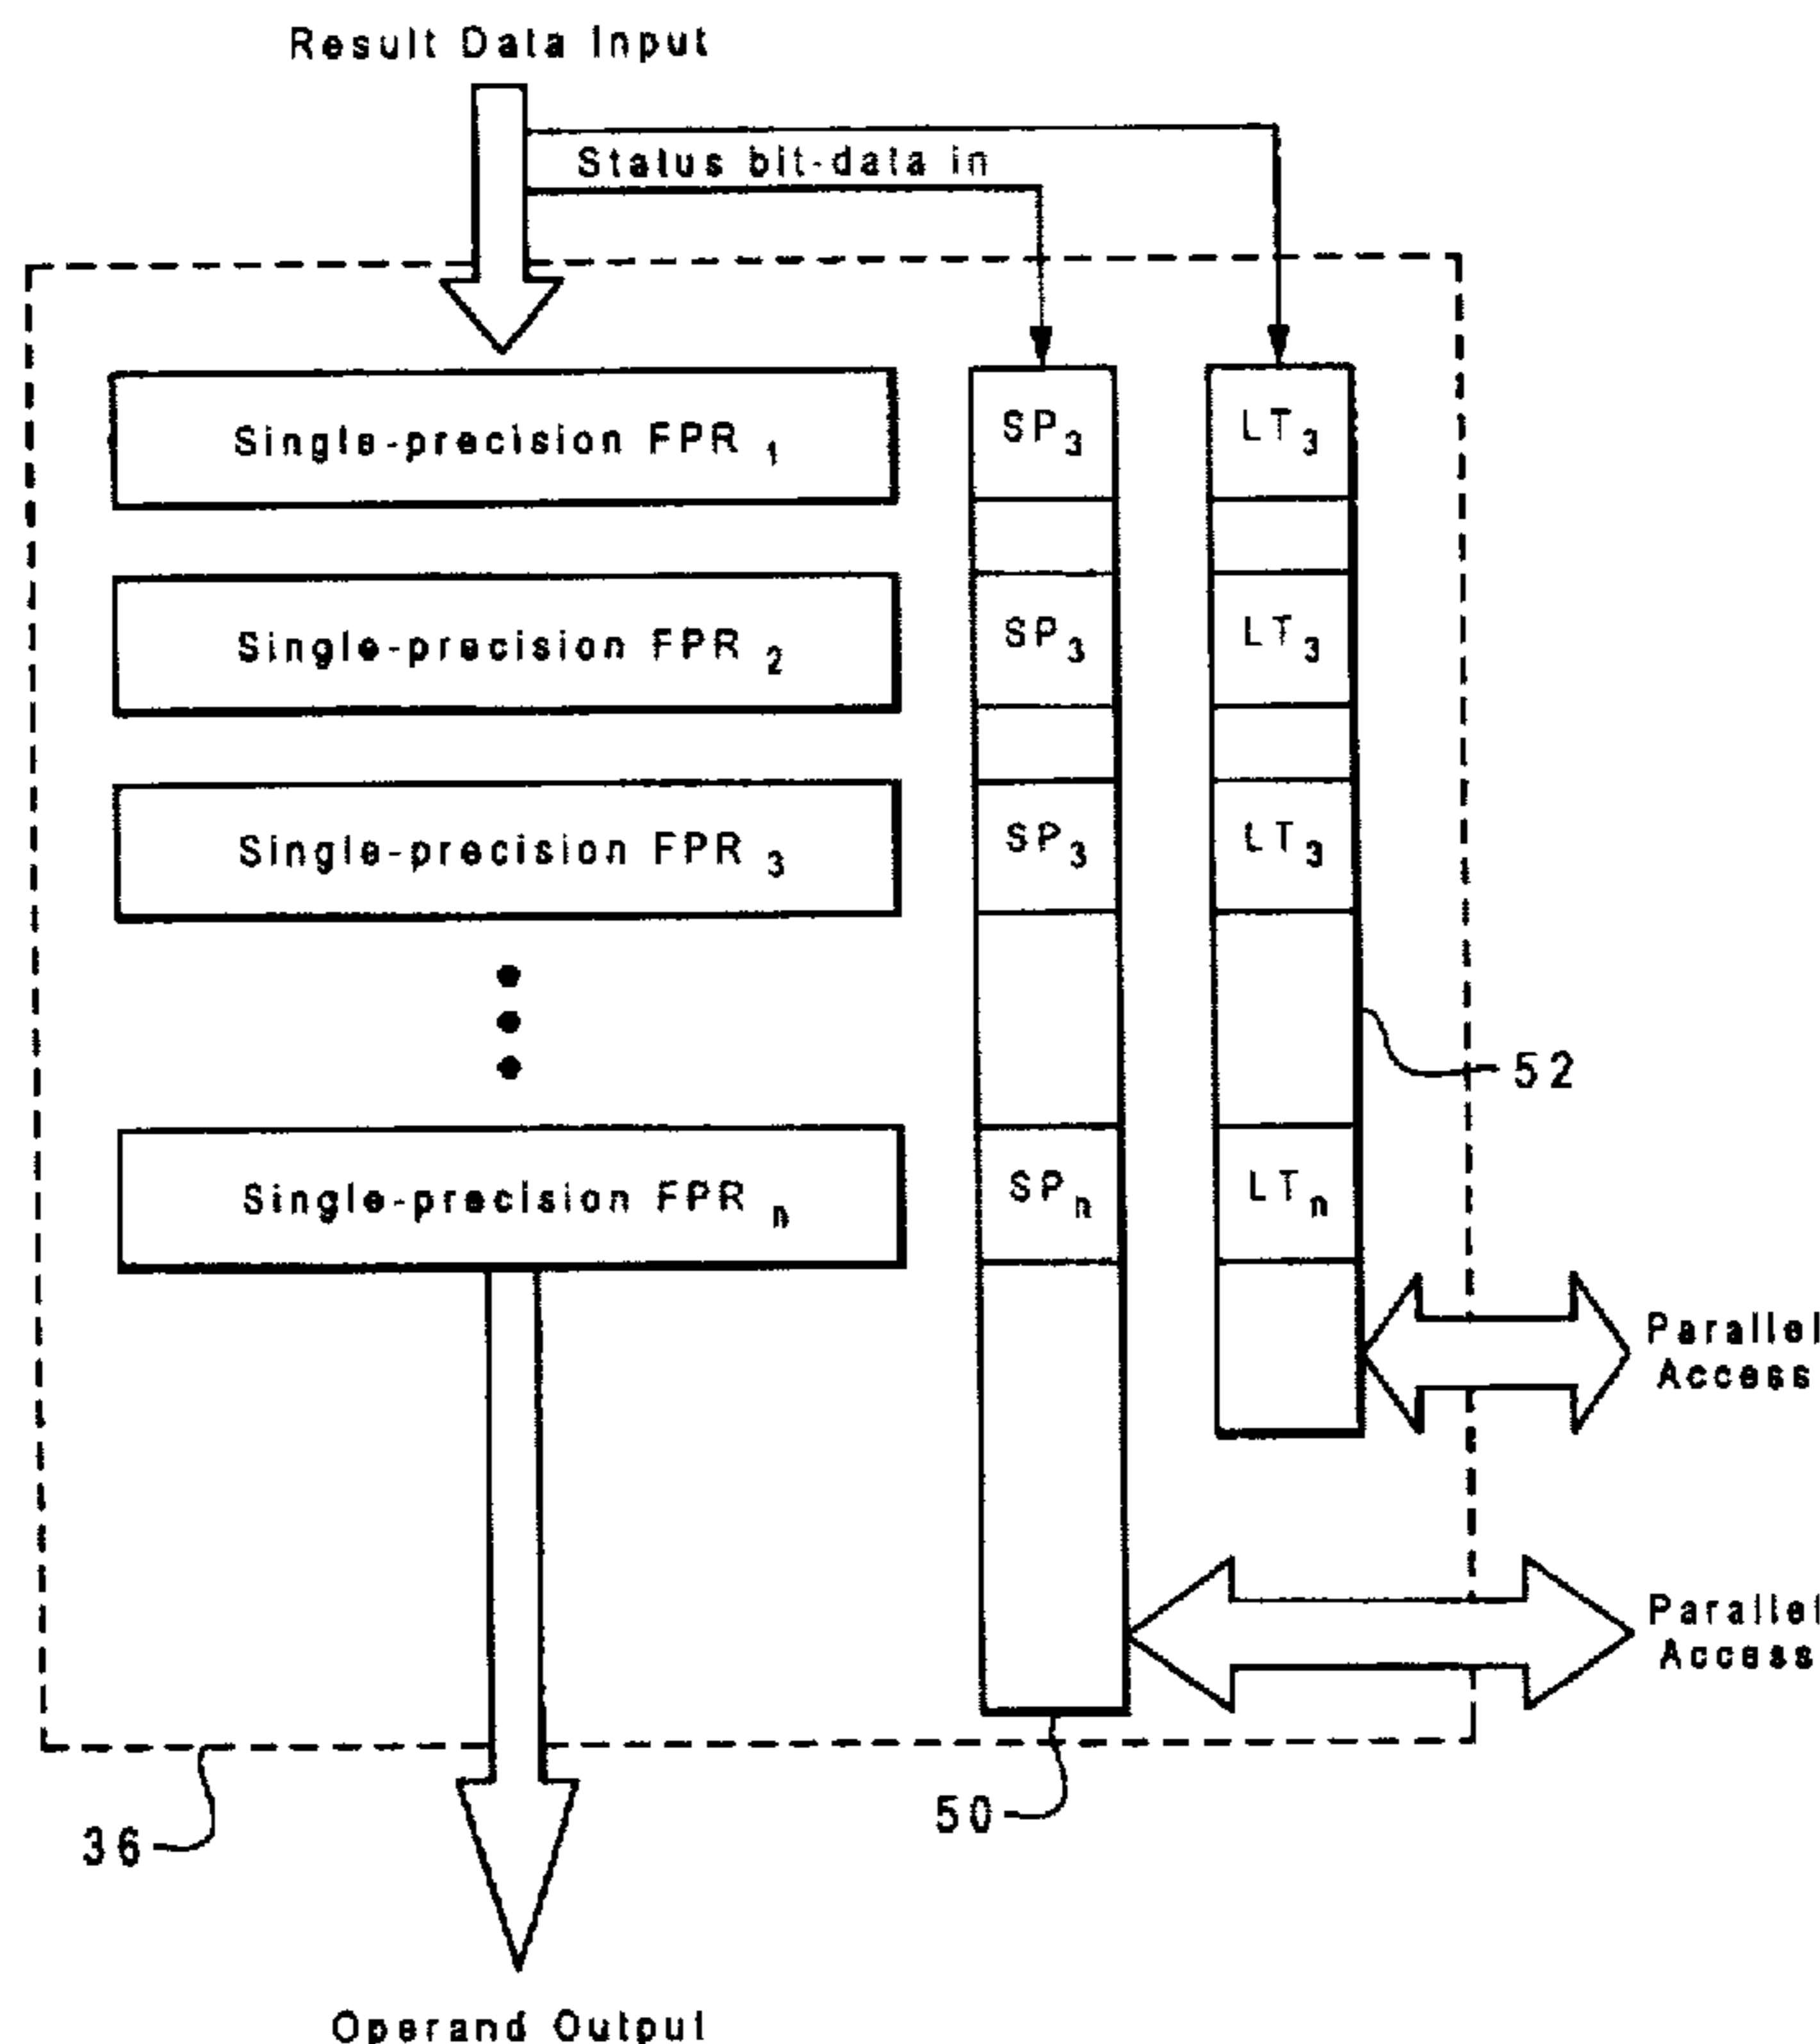 Result Data Input
Status bit-data in
Single-precision FPR 1
SP3
LT3
Single-precision FPR 2
SP3
LT3
Single-precision FPR 3
SP3
LT3
52
Single-precision FPR n
SPn
LTn
Parallel
Access
Parallel
Access
50
36
Operand Output